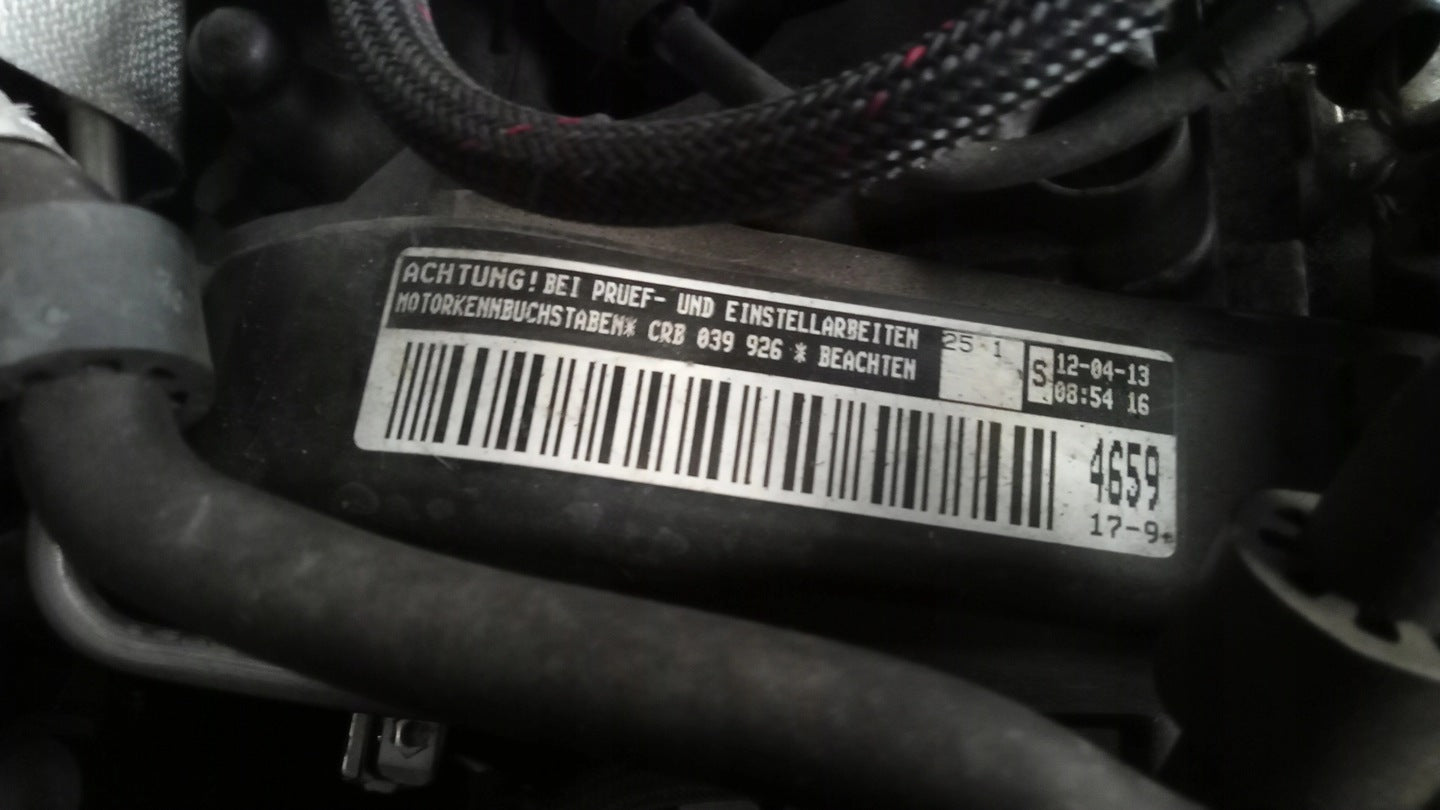 ACHTUNG! BEI PRUEF- UND EINSTELLARBEITEN
MOTORKENNBUCHSTABEN* CRB 039 926 * BEACHTEN
25 1
S
12-04-13
08:54 16
4659
17-9